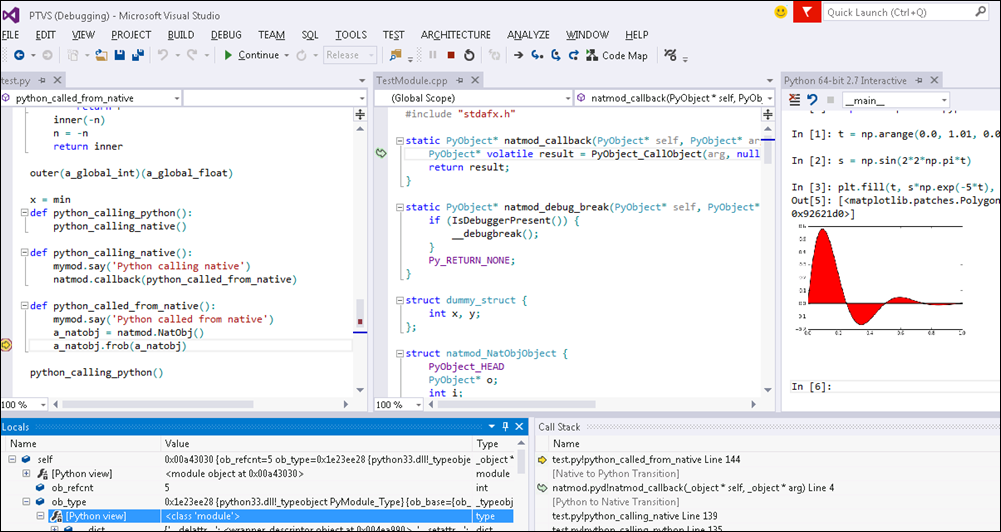 PTVS (Debugging) - Microsoft Visual Studio
Quick Launch (Ctrl+Q)
FILE EDIT VIEW PROJECT BUILD DEBUG TEAM SQL TOOLS TEST ARCHITECTURE ANALYZE WINDOW HELP
Continue Release Code Map
test.py
python_called_from_native
inner(-n)
n = -n
return inner
outer(a_global_int)(a_global_float)
x = min
def python_calling_python():
python_calling_native()
def python_calling_native():
mymod.say('Python calling native')
natmod.callback(python_called_from_native)
def python_called_from_native():
mymod.say('Python called from native')
a_natobj = natmod.NatObj()
a_natobj.frob(a_natobj)
python_calling_python()
100 %
TestModule.cpp
(Global Scope) natmod_callback(PyObject * self, PyOb
#include "stdafx.h"
static PyObject* natmod_callback(PyObject* self, PyObject* ar
PyObject* volatile result = PyObject_CallObject(arg, null
return result;
}
static PyObject* natmod_debug_break(PyObject* self, PyObject*
if (IsDebuggerPresent()) {
__debugbreak();
}
Py_RETURN_NONE;
}
struct dummy_struct {
int x, y;
};
struct natmod_NatObjObject {
PyObject_HEAD
PyObject* o;
int i;
100 %
Python 64-bit 2.7 Interactive
__main__
In [1]: t = np.arange(0.0, 1.01, 0.0
In [2]: s = np.sin(2*2*np.pi*t)
In [3]: plt.fill(t, s*np.exp(-5*t),
Out[5]: [<matplotlib.patches.Polygon
0x92621d0>]
In [6]:
Locals
Name Value Type
self 0x00a43030 {ob_refcnt=5 ob_type=0x1e23ee28 {python33.dll!_typeobje _object *
[Python view] <module object at 0x00a43030> module
ob_refcnt 5 int
ob_type 0x1e23ee28 {python33.dll!_typeobject PyModule_Type} {ob_base={ob_ _typeobj
[Python view] <class 'module'> type
Call Stack
Name
test.py!python_called_from_native Line 144
[Native to Python Transition]
natmod.pyd!natmod_callback(_object * self, _object * arg) Line 4
[Python to Native Transition]
test.py!python_calling_native Line 139
test.py!python_calling_python Line 135